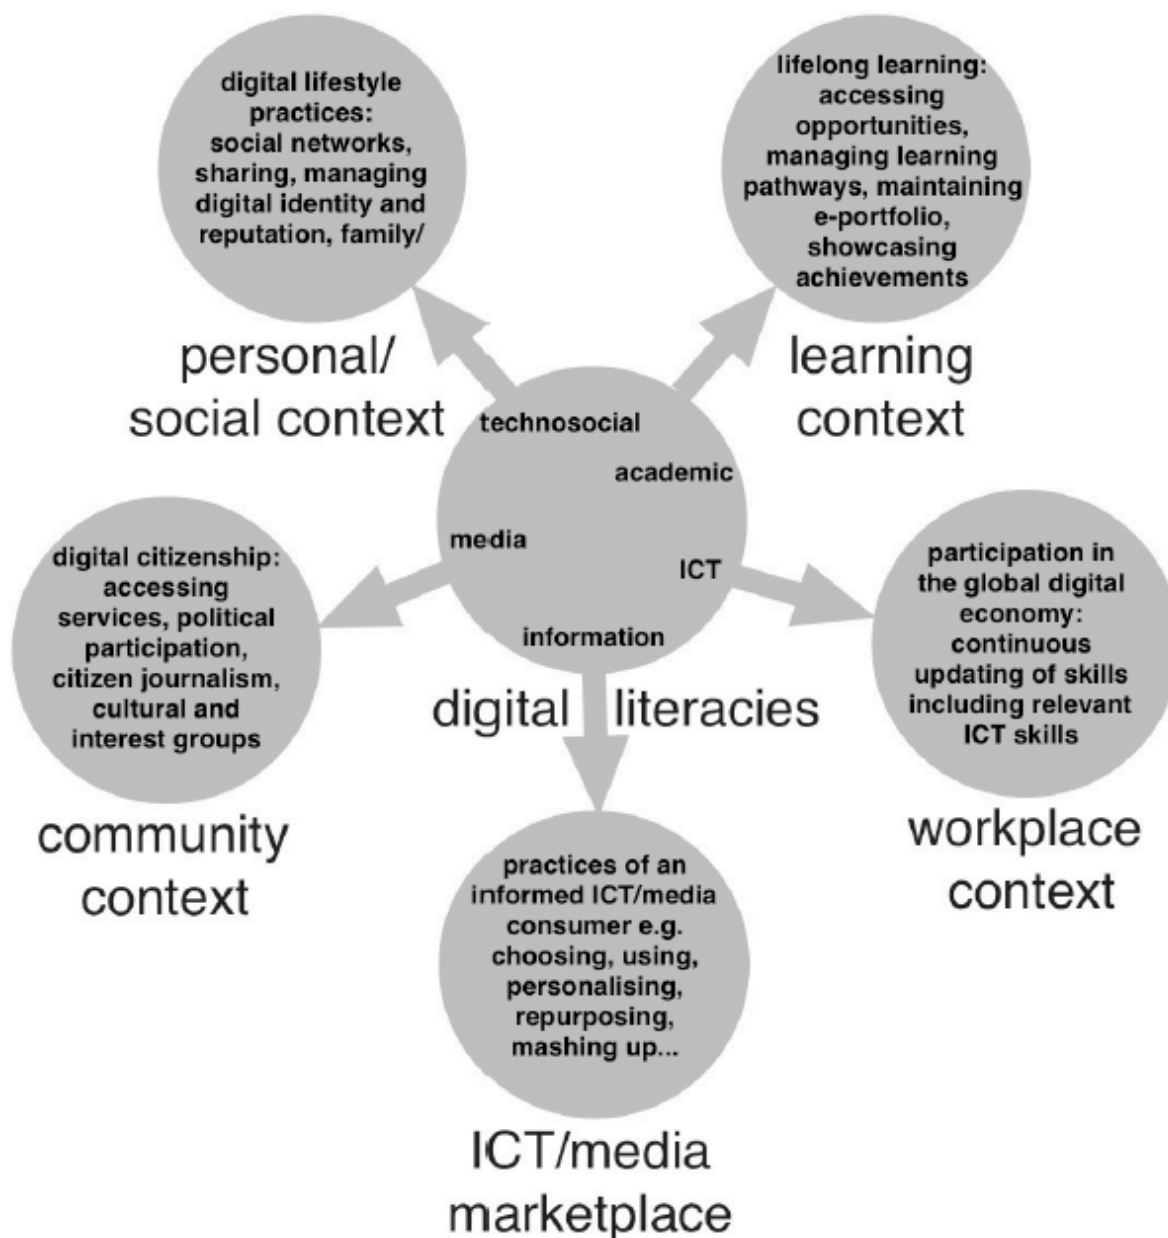 digital lifestyle
practices:
social networks,
sharing, managing
digital identity and
reputation, family/
personal/
social context
lifelong learning:
accessing
opportunities,
managing learning
pathways, maintaining
e-portfolio,
showcasing
achievements
learning
context
technosocial
academic
media
ICT
information
digital literacies
digital citizenship:
accessing
services, political
participation,
citizen journalism,
cultural and
interest groups
community
context
participation in
the global digital
economy:
continuous
updating of skills
including relevant
ICT skills
workplace
context
practices of an
informed ICT/media
consumer e.g.
choosing, using,
personalising,
repurposing,
mashing up...
ICT/media
marketplace